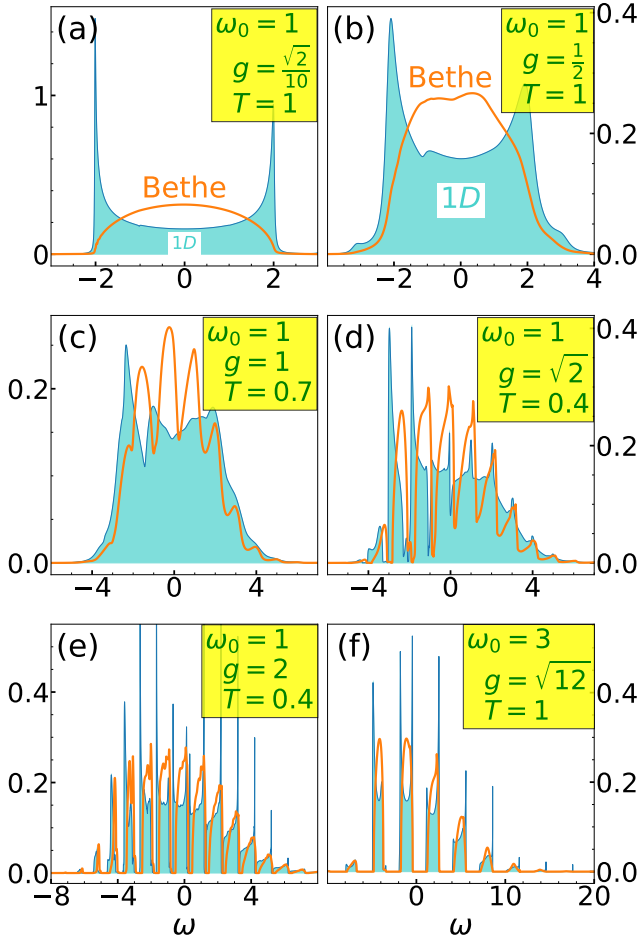 (a)
ω₀ = 1
g = √2/10
T = 1
Bethe
1D
1
0
−2 0 2
(b)
ω₀ = 1
g = 1/2
T = 1
Bethe
1D
0.4
0.2
0.0
−2 0 2 4
(c)
ω₀ = 1
g = 1
T = 0.7
0.2
0.0
−4 0 4
(d)
ω₀ = 1
g = √2
T = 0.4
0.4
0.2
0.0
−4 0 4
(e)
ω₀ = 1
g = 2
T = 0.4
0.4
0.2
0.0
−8 −4 0 4
ω
(f)
ω₀ = 3
g = √12
T = 1
0.4
0.2
0.0
0 10 20
ω